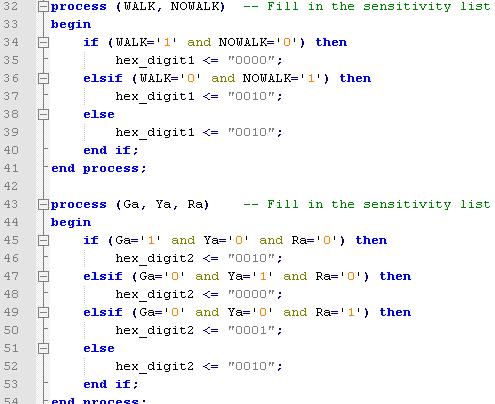 32 process (WALK, NOWALK)  -- Fill in the sensitivity list
33 begin
34     if (WALK='1' and NOWALK='0') then
35         hex_digit1 <= "0000";
36     elsif (WALK='0' and NOWALK='1') then
37         hex_digit1 <= "0010";
38     else
39         hex_digit1 <= "0010";
40     end if;
41 end process;
42
43 process (Ga, Ya, Ra)    -- Fill in the sensitivity list
44 begin
45     if (Ga='1' and Ya='0' and Ra='0') then
46         hex_digit2 <= "0010";
47     elsif (Ga='0' and Ya='1' and Ra='0') then
48         hex_digit2 <= "0000";
49     elsif (Ga='0' and Ya='0' and Ra='1') then
50         hex_digit2 <= "0001";
51     else
52         hex_digit2 <= "0010";
53     end if;
54 end process;